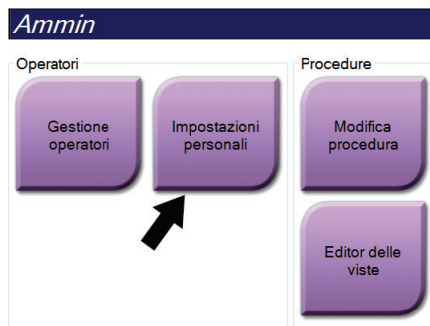 Ammin
Operatori
Gestione
operatori
Impostazioni
personali
Procedure
Modifica
procedura
Editor delle
viste